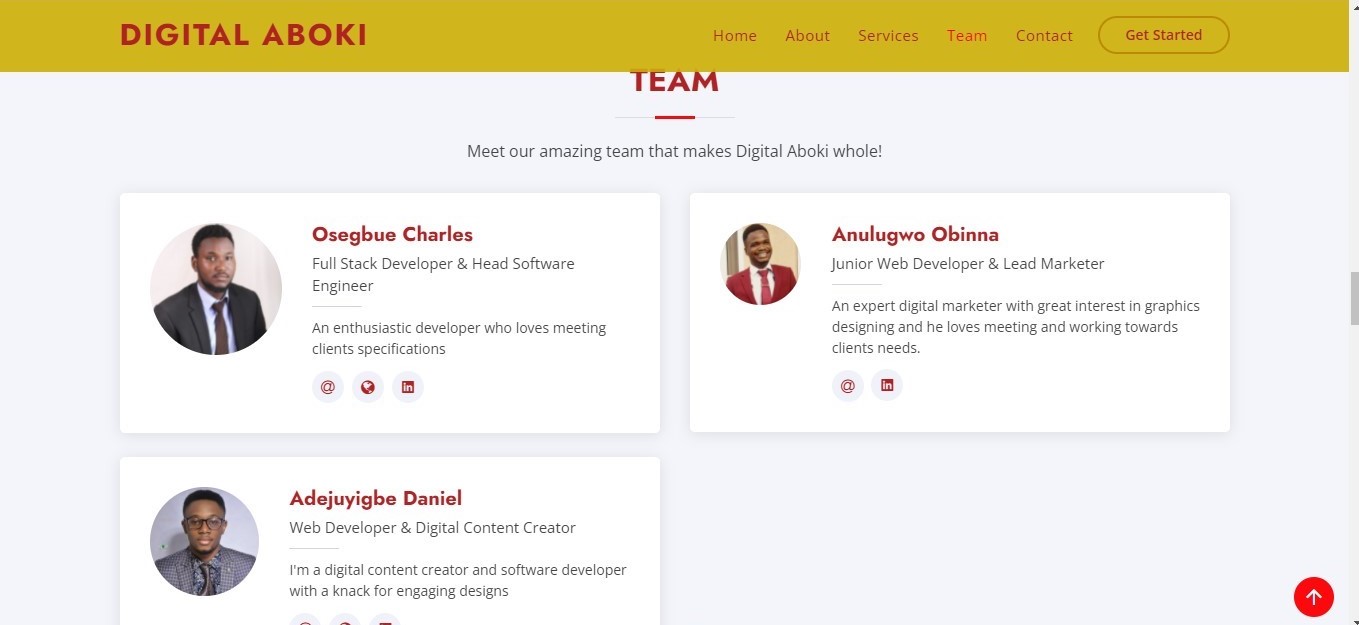 DIGITAL ABOKI
Home About Services Team Contact Get Started
TEAM
Meet our amazing team that makes Digital Aboki whole!
Osegbue Charles
Full Stack Developer & Head Software
Engineer
An enthusiastic developer who loves meeting
clients specifications
Anulugwo Obinna
Junior Web Developer & Lead Marketer
An expert digital marketer with great interest in graphics
designing and he loves meeting and working towards
clients needs.
Adejuyigbe Daniel
Web Developer & Digital Content Creator
I'm a digital content creator and software developer
with a knack for engaging designs